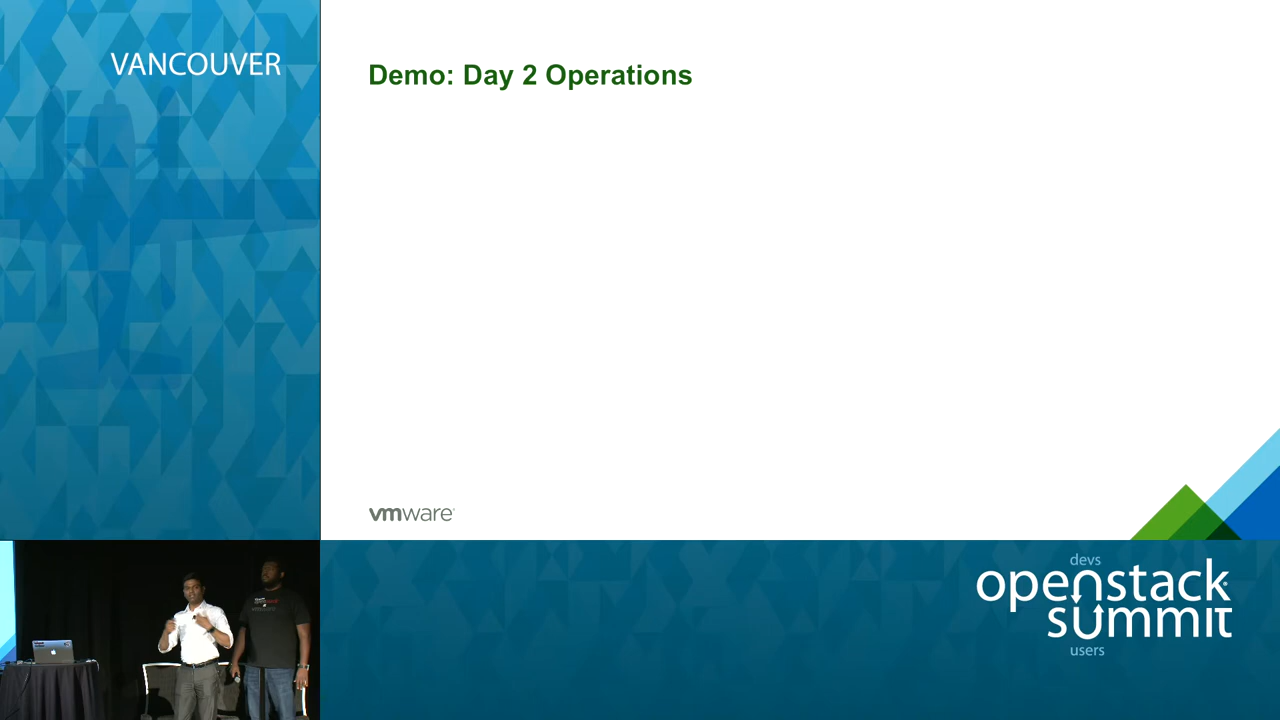 VANCOUVER
Demo: Day 2 Operations
vmware
devs
openstack
summit
users